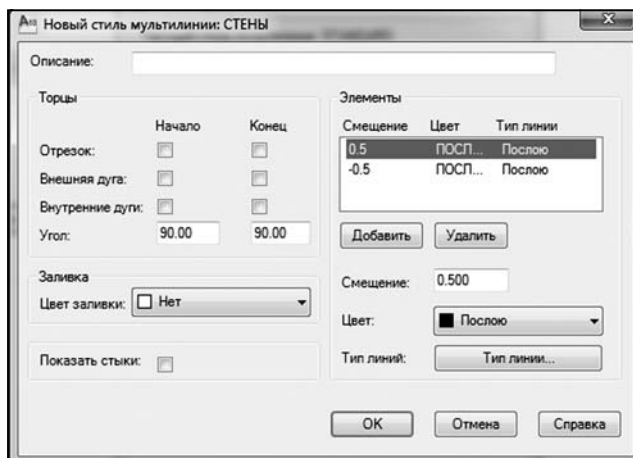 Новый стиль мультилинии: СТЕНЫ
Описание:
Торцы
Начало Конец
Отрезок:
Внешняя дуга:
Внутренние дуги:
Угол: 90.00 90.00
Заливка
Цвет заливки: Нет
Показать стыки:
Элементы
Смещение Цвет Тип линии
0.5 ПОСЛ... Послою
-0.5 ПОСЛ... Послою
Добавить Удалить
Смещение: 0.500
Цвет: Послою
Тип линий: Тип линии...
OK Отмена Справка